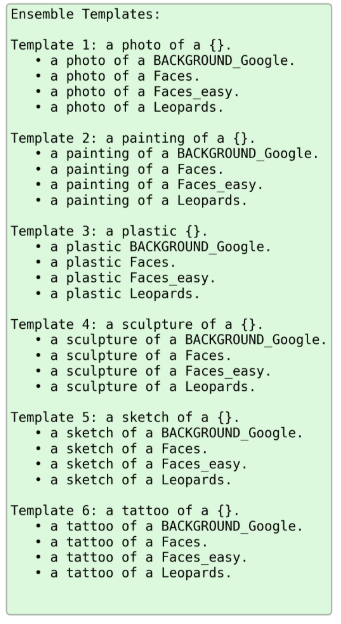 Ensemble Templates:
Template 1: a photo of a {}.
• a photo of a BACKGROUND_Google.
• a photo of a Faces.
• a photo of a Faces_easy.
• a photo of a Leopards.
Template 2: a painting of a {}.
• a painting of a BACKGROUND_Google.
• a painting of a Faces.
• a painting of a Faces_easy.
• a painting of a Leopards.
Template 3: a plastic {}.
• a plastic BACKGROUND_Google.
• a plastic Faces.
• a plastic Faces_easy.
• a plastic Leopards.
Template 4: a sculpture of a {}.
• a sculpture of a BACKGROUND_Google.
• a sculpture of a Faces.
• a sculpture of a Faces_easy.
• a sculpture of a Leopards.
Template 5: a sketch of a {}.
• a sketch of a BACKGROUND_Google.
• a sketch of a Faces.
• a sketch of a Faces_easy.
• a sketch of a Leopards.
Template 6: a tattoo of a {}.
• a tattoo of a BACKGROUND_Google.
• a tattoo of a Faces.
• a tattoo of a Faces_easy.
• a tattoo of a Leopards.